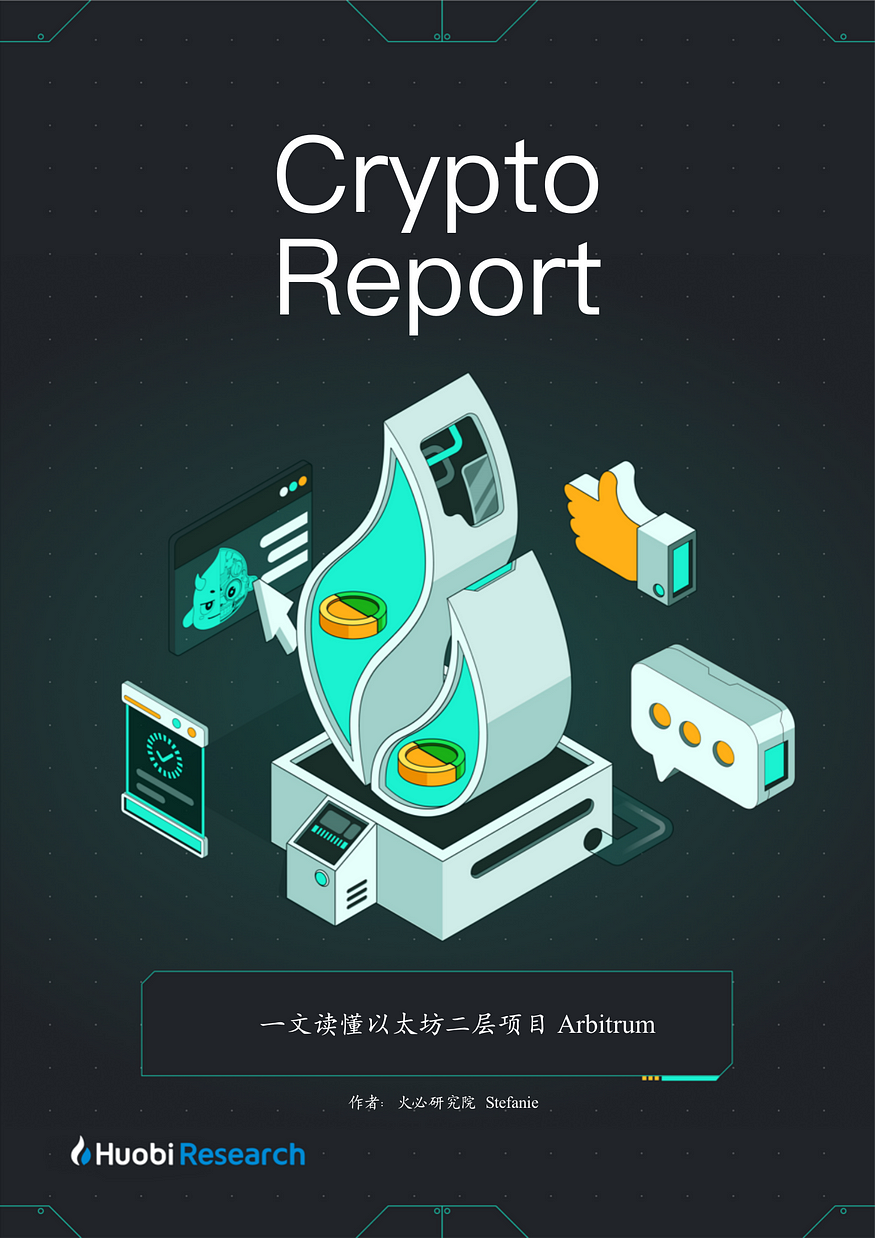 Crypto
Report
一文读懂以太坊二层项目 Arbitrum
作者： 火必研究院 Stefanie
Huobi Research